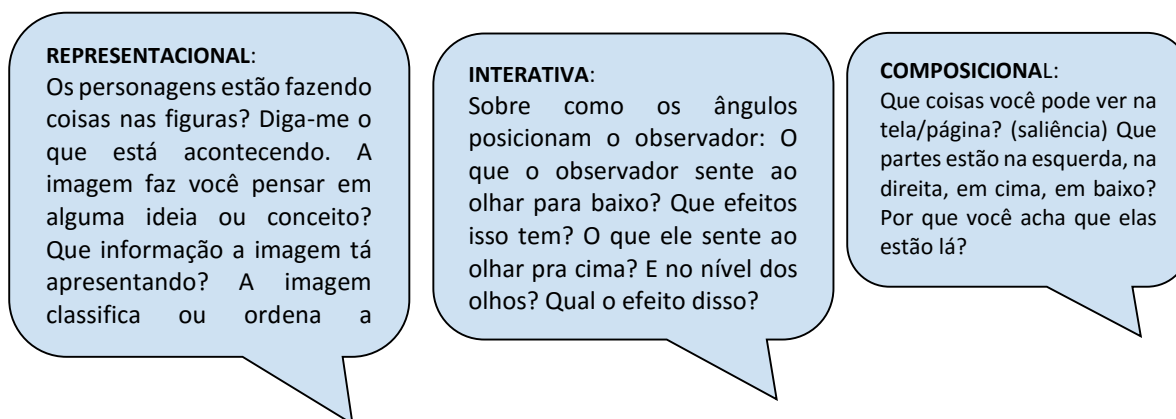 REPRESENTACIONAL:
Os personagens estão fazendo
coisas nas figuras? Diga-me o
que está acontecendo. A
imagem faz você pensar em
alguma ideia ou conceito?
Que informação a imagem tá
apresentando? A imagem
classifica ou ordena a
INTERATIVA:
Sobre como os ângulos
posicionam o observador: O
que o observador sente ao
olhar para baixo? Que efeitos
isso tem? O que ele sente ao
olhar pra cima? E no nível dos
olhos? Qual o efeito disso?
COMPOSICIONAL:
Que coisas você pode ver na
tela/página? (saliência) Que
partes estão na esquerda, na
direita, em cima, em baixo?
Por que você acha que elas
estão lá?